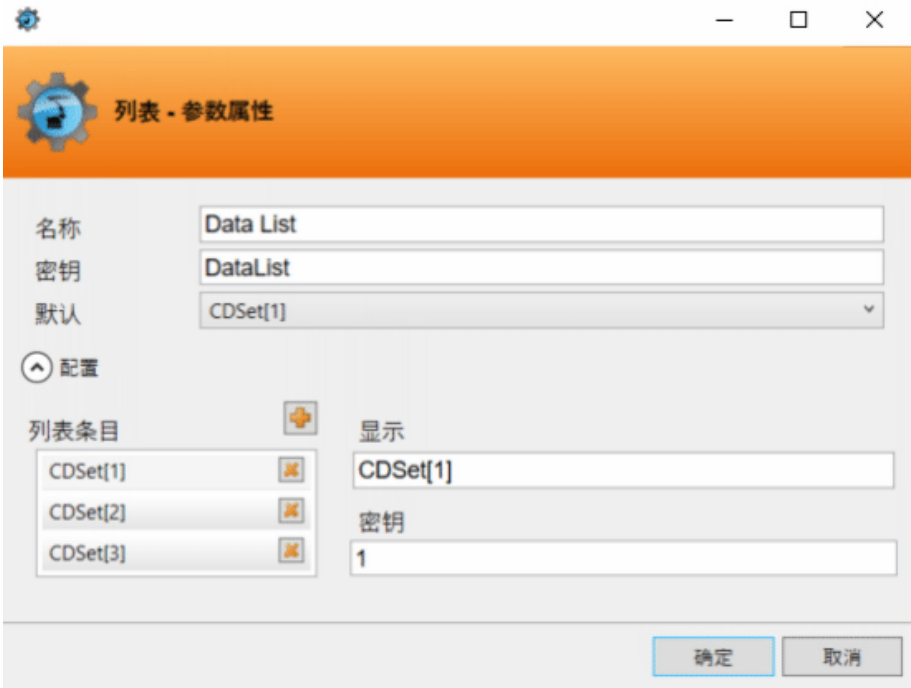 列表 - 参数属性
名称
Data List
密钥
DataList
默认
CDSet[1]
配置
列表条目
CDSet[1]
CDSet[2]
CDSet[3]
显示
CDSet[1]
密钥
1
确定
取消